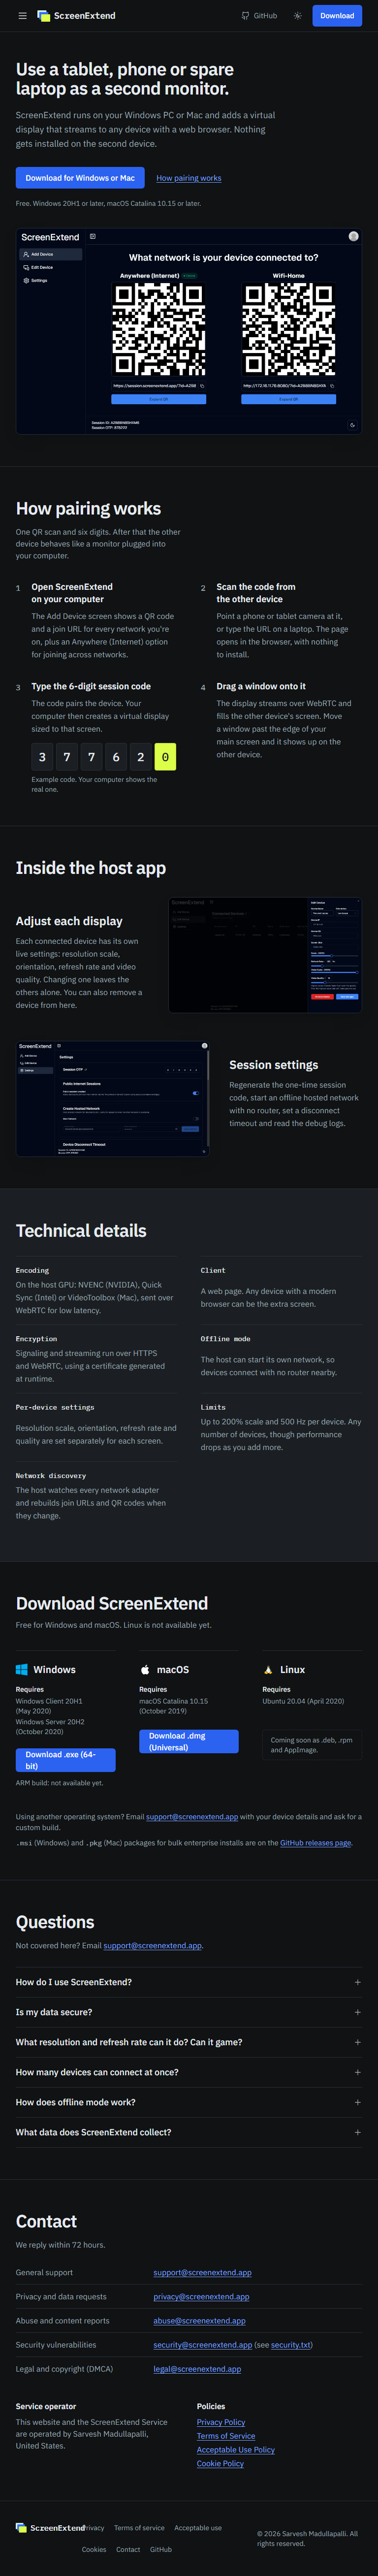 ScreenExtend
GitHub
Download
Use a tablet, phone or spare
laptop as a second monitor.
ScreenExtend runs on your Windows PC or Mac and adds a virtual
display that streams to any device with a web browser. Nothing
gets installed on the second device.
Download for Windows or Mac
How pairing works
Free. Windows 20H1 or later, macOS Catalina 10.15 or later.
ScreenExtend
Add Device
Edit Device
Settings
What network is your device connected to?
Anywhere (Internet)
Wifi-Home
Expand QR
Expand QR
How pairing works
One QR scan and six digits. After that the other
device behaves like a monitor plugged into
your computer.
1
Open ScreenExtend
on your computer
The Add Device screen shows a QR code
and a join URL for every network you're
on, plus an Anywhere (Internet) option
for joining across networks.
2
Scan the code from
the other device
Point a phone or tablet camera at it,
or type the URL on a laptop. The page
opens in the browser, with nothing
to install.
3
Type the 6-digit session code
The code pairs the device. Your
computer then creates a virtual display
sized to that screen.
3 7 7 6 2 0
Example code. Your computer shows the
real one.
4
Drag a window onto it
The display streams over WebRTC and
fills the other device's screen. Move
a window past the edge of your
main screen and it shows up on the
other device.
Inside the host app
Adjust each display
Each connected device has its own
live settings: resolution scale,
orientation, refresh rate and video
quality. Changing one leaves the
others alone. You can also remove a
device from here.
ScreenExtend
Add Device
Edit Device
Settings
Settings
Session OTP
Public Internet Sessions
Create Hosted Network
Device Disconnect Timeout
Session settings
Regenerate the one-time session
code, start an offline hosted network
with no router, set a disconnect
timeout and read the debug logs.
Technical details
Encoding
On the host GPU: NVENC (NVIDIA), Quick
Sync (Intel) or VideoToolbox (Mac), sent over
WebRTC for low latency.
Client
A web page. Any device with a modern
browser can be the extra screen.
Encryption
Signaling and streaming run over HTTPS
and WebRTC, using a certificate generated
at runtime.
Offline mode
The host can start its own network, so
devices connect with no router nearby.
Per-device settings
Resolution scale, orientation, refresh rate and
quality are set separately for each screen.
Limits
Up to 200% scale and 500 Hz per device. Any
number of devices, though performance
drops as you add more.
Network discovery
The host watches every network adapter
and rebuilds join URLs and QR codes when
they change.
Download ScreenExtend
Free for Windows and macOS. Linux is not available yet.
Windows
Requires
Windows Client 20H1
(May 2020)
Windows Server 20H2
(October 2020)
Download .exe (64-
bit)
ARM build: not available yet.
macOS
Requires
macOS Catalina 10.15
(October 2019)
Download .dmg
(Universal)
Linux
Requires
Ubuntu 20.04 (April 2020)
Coming soon as .deb, .rpm
and AppImage.
Using another operating system? Email support@screenextend.app with your device details and ask for a
custom build.
.msi (Windows) and .pkg (Mac) packages for bulk enterprise installs are on the GitHub releases page.
Questions
Not covered here? Email support@screenextend.app.
How do I use ScreenExtend?
Is my data secure?
What resolution and refresh rate can it do? Can it game?
How many devices can connect at once?
How does offline mode work?
What data does ScreenExtend collect?
Contact
We reply within 72 hours.
General support
support@screenextend.app
Privacy and data requests
privacy@screenextend.app
Abuse and content reports
abuse@screenextend.app
Security vulnerabilities
security@screenextend.app (see security.txt)
Legal and copyright (DMCA)
legal@screenextend.app
Service operator
This website and the ScreenExtend Service
are operated by Sarvesh Madullapalli,
United States.
Policies
Privacy Policy
Terms of Service
Acceptable Use Policy
Cookie Policy
ScreenExtend
Privacy
Terms of service
Acceptable use
Cookies
Contact
GitHub
© 2026 Sarvesh Madullapalli. All
rights reserved.